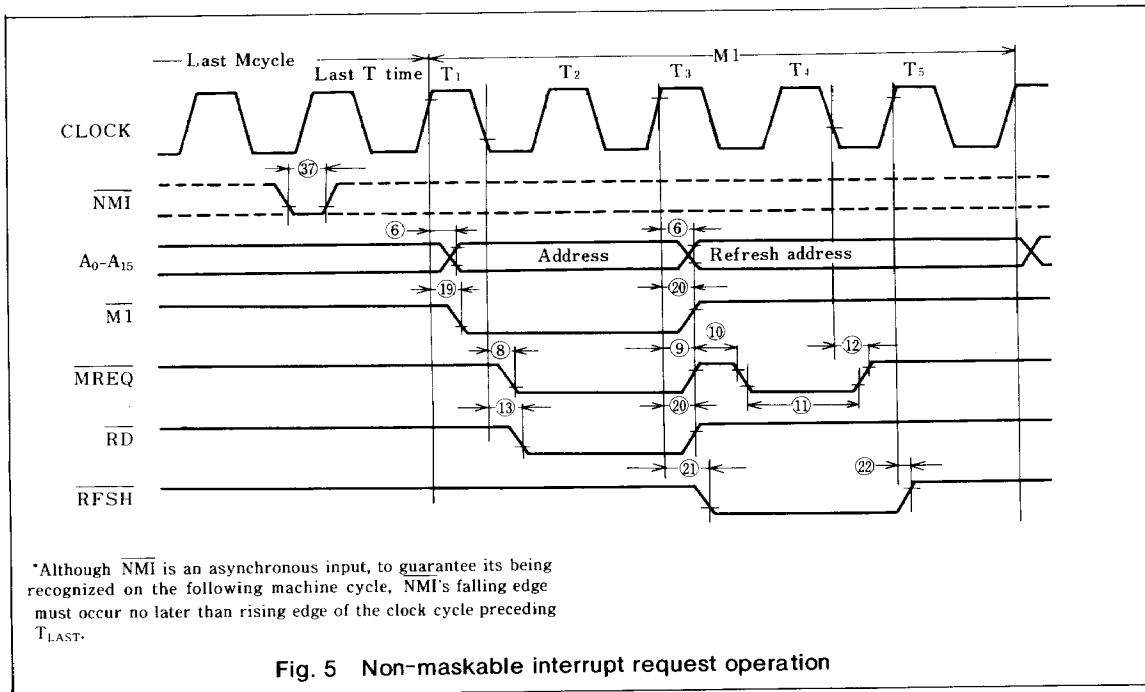 Last Mcycle
M1
Last T time T1 T2 T3 T4 T5
CLOCK
㊲
NMI
⑥ ⑥
A0-A15 Address Refresh address
⑲ ⑳
M1
⑧ ⑨ ⑩ ⑫
MREQ
⑬ ⑳ ⑪
RD
㉑ ㉒
RFSH
*Although NMI is an asynchronous input, to guarantee its being
recognized on the following machine cycle, NMI's falling edge
must occur no later than rising edge of the clock cycle preceding
TLAST.
Fig. 5 Non-maskable interrupt request operation